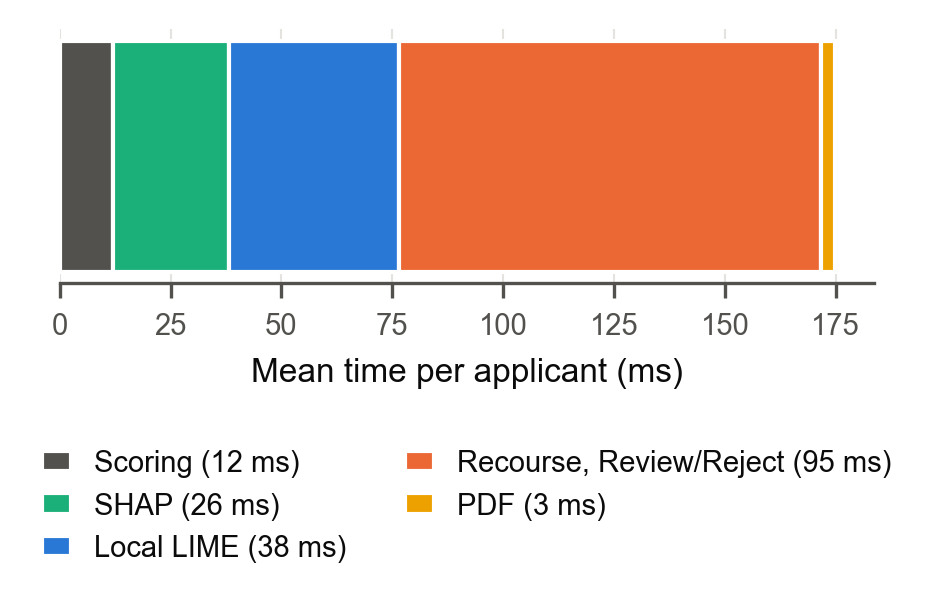 0 25 50 75 100 125 150 175
Mean time per applicant (ms)
Scoring (12 ms)
SHAP (26 ms)
Local LIME (38 ms)
Recourse, Review/Reject (95 ms)
PDF (3 ms)